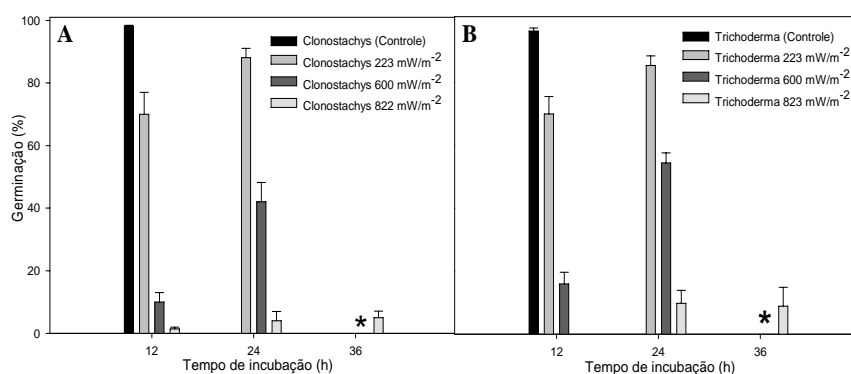 A
Clonostachys (Controle)
Clonostachys 223 mW/m-2
Clonostachys 600 mW/m-2
Clonostachys 822 mW/m-2
Germinação (%)
100
80
60
40
20
0
*
12
24
36
Tempo de incubação (h)
B
Trichoderma (Controle)
Trichoderma 223 mW/m-2
Trichoderma 600 mW/m-2
Trichoderma 823 mW/m-2
*
12
24
36
Tempo de incubação (h)